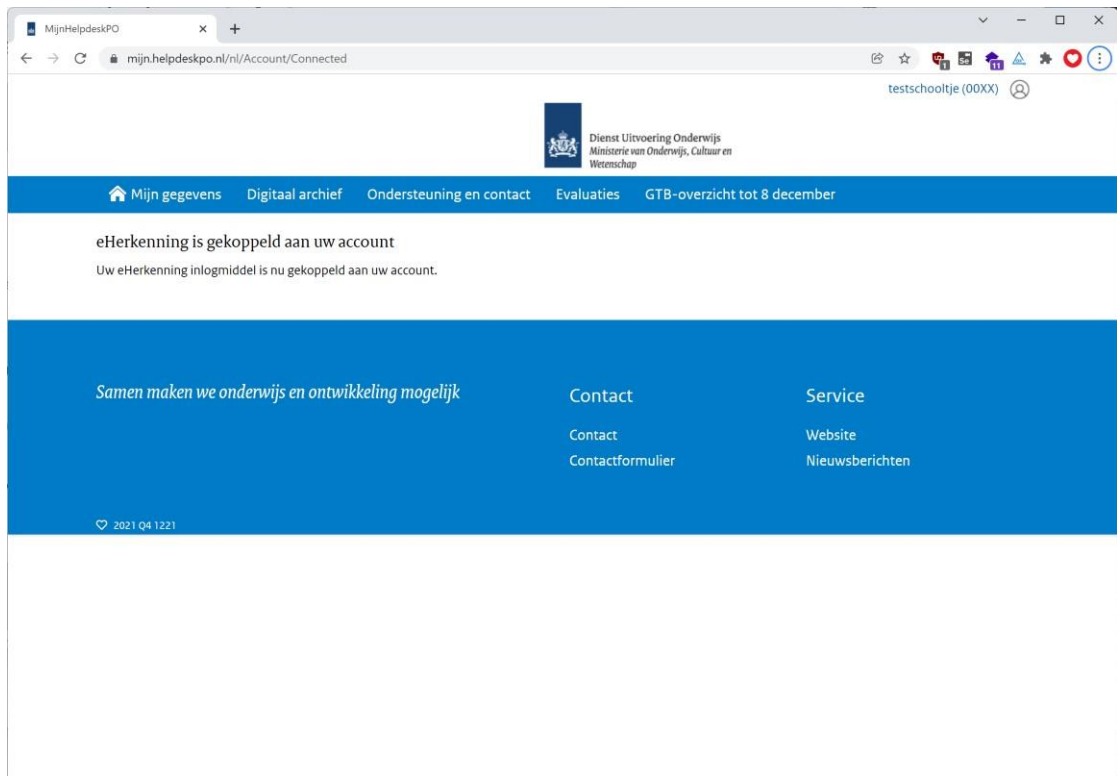 MijnHelpdeskPO
mijn.helpdeskpo.nl/nl/Account/Connected
1
Se
11
testschooltje (00XX)
Dienst Uitvoering Onderwijs
Ministerie van Onderwijs, Cultuur en
Wetenschap
Mijn gegevens Digitaal archief Ondersteuning en contact Evaluaties GTB-overzicht tot 8 december
eHerkenning is gekoppeld aan uw account
Uw eHerkenning inlogmiddel is nu gekoppeld aan uw account.
Samen maken we onderwijs en ontwikkeling mogelijk
Contact
Contact
Contactformulier
Service
Website
Nieuwsberichten
2021 Q4 1221